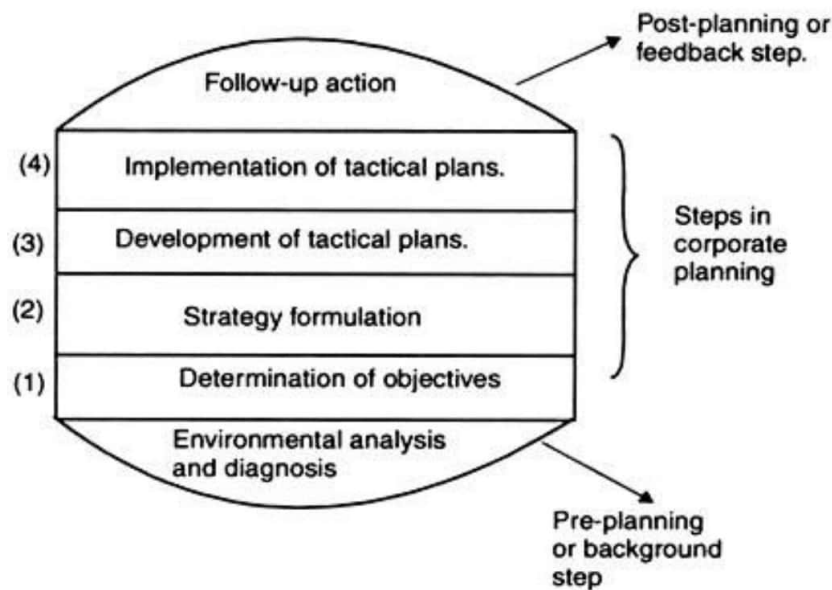 Post-planning or
feedback step.
Follow-up action
(4) Implementation of tactical plans.
(3) Development of tactical plans.
Steps in
corporate
planning
(2) Strategy formulation
(1) Determination of objectives
Environmental analysis
and diagnosis
Pre-planning
or background
step